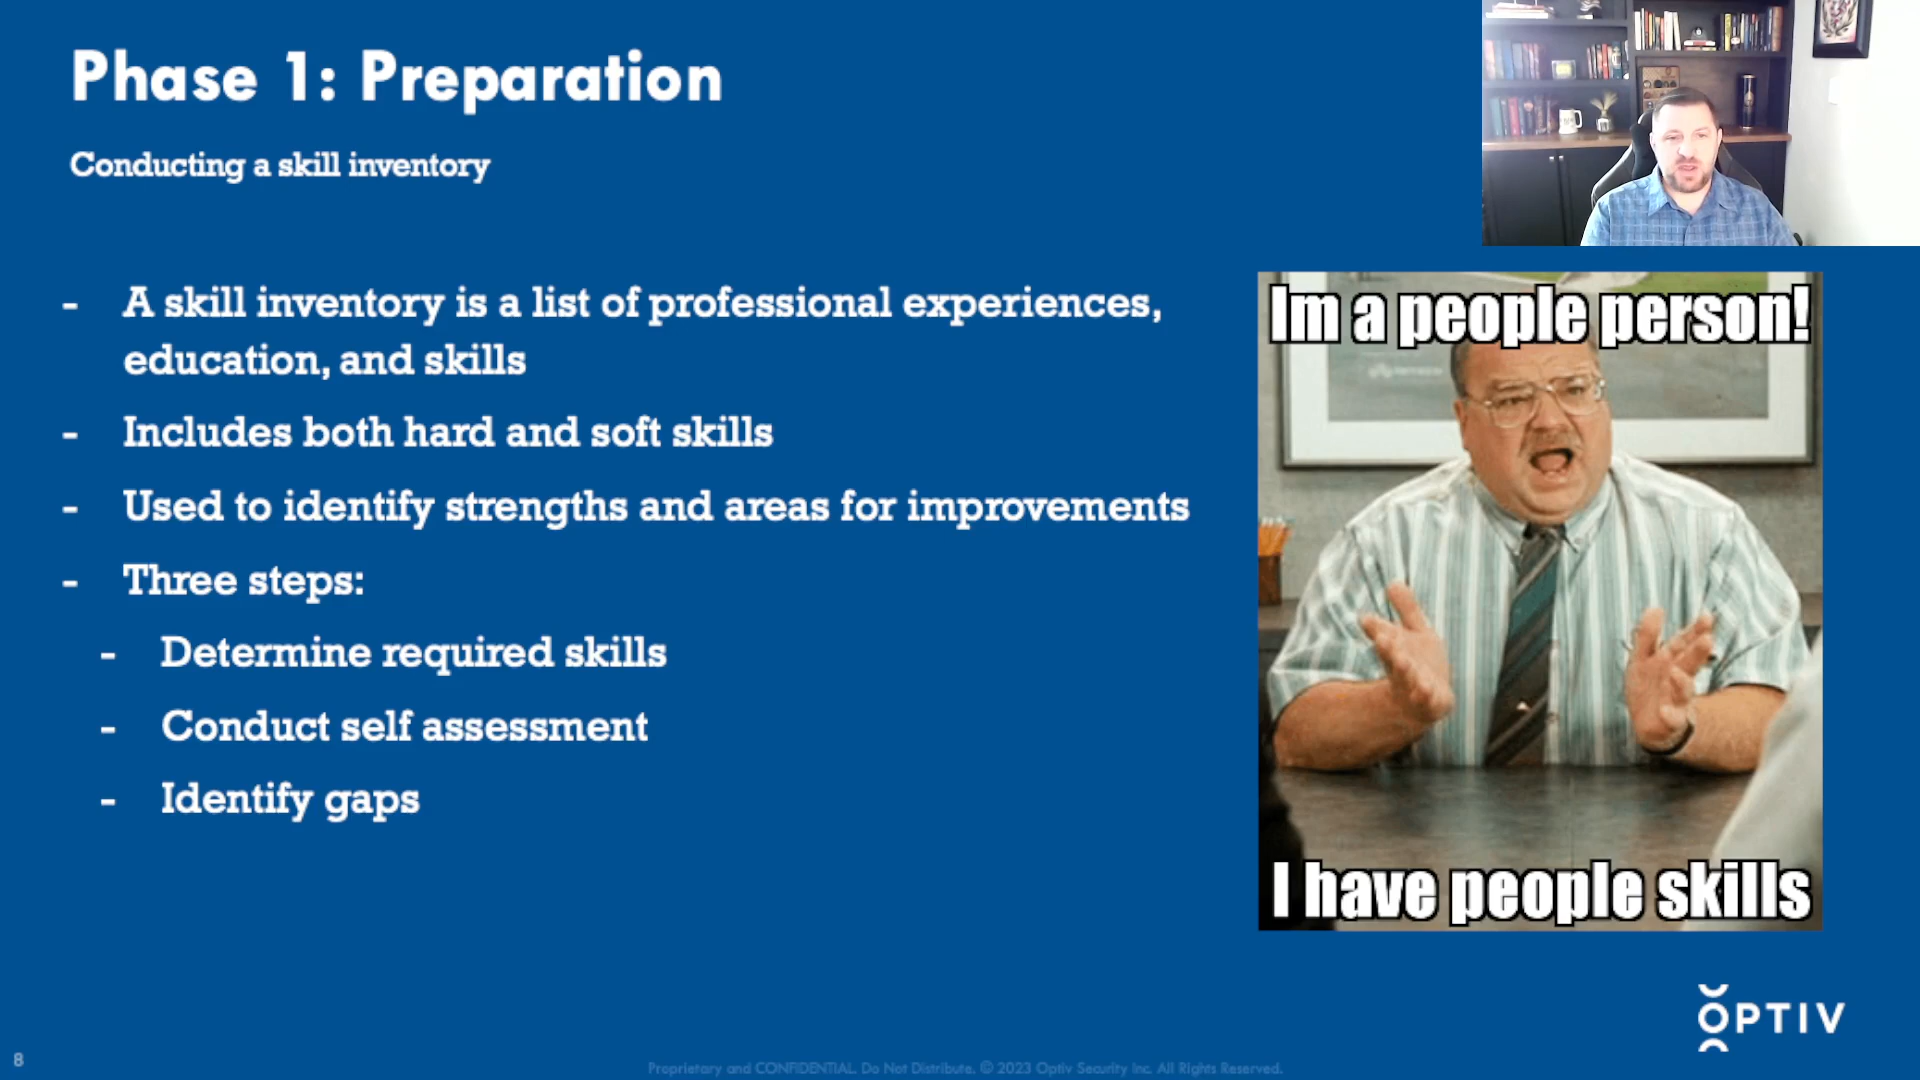 Phase 1: Preparation
Conducting a skill inventory
- A skill inventory is a list of professional experiences,
education, and skills
- Includes both hard and soft skills
- Used to identify strengths and areas for improvements
- Three steps:
- Determine required skills
- Conduct self assessment
- Identify gaps
Im a people person!
I have people skills
OPTIV
8
Proprietary and CONFIDENTIAL. Do Not Distribute. © 2023 Optiv Security Inc. All Rights Reserved.